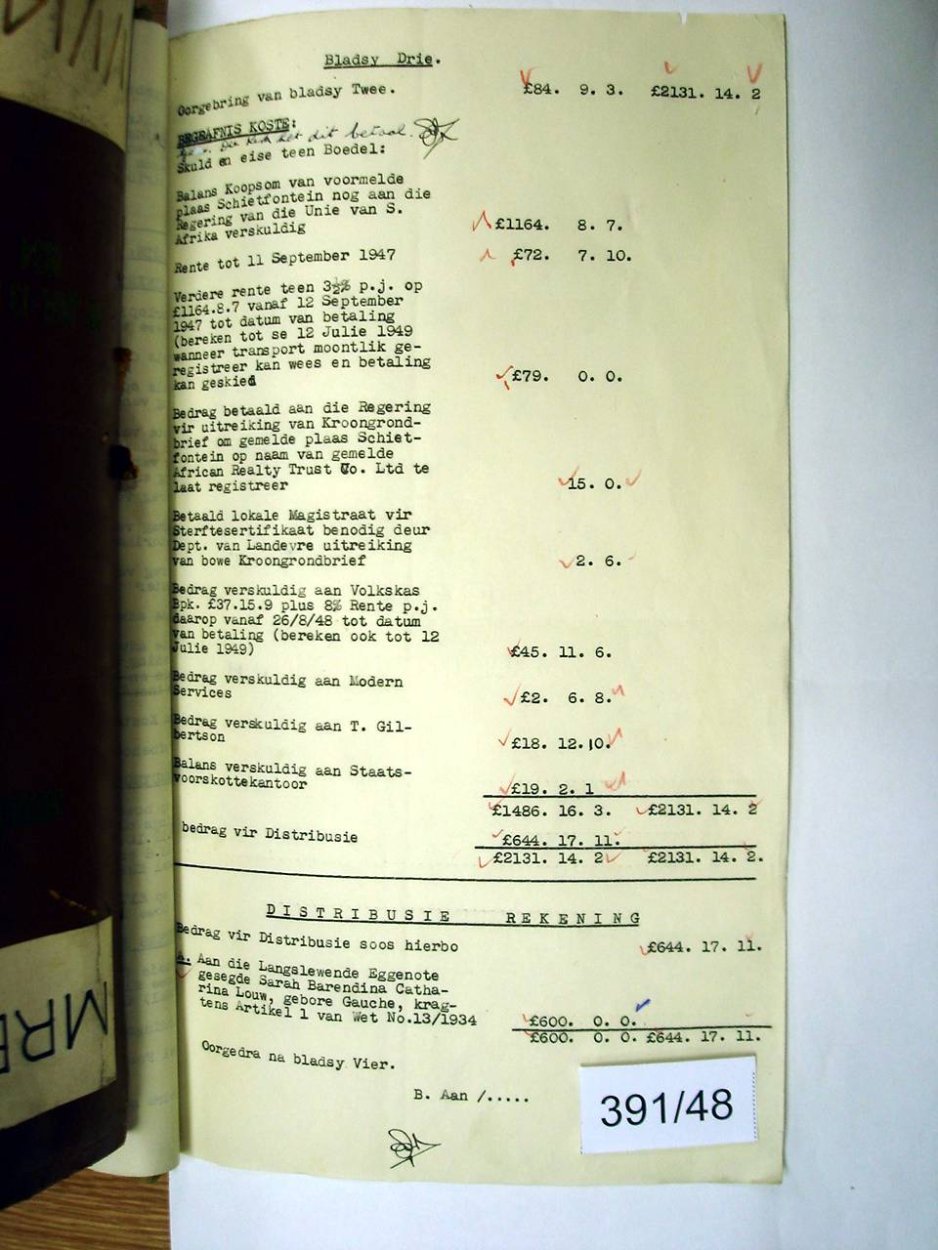 Bladsy Drie.
Oorgebring van bladsy Twee. £84. 9. 3. £2131. 14. 2
BEGRAFNIS KOSTE:
het dit betaal.
Skuld en eise teen Boedel:
Balans Koopsom van voormelde
plaas Schietfontein nog aan die
Regering van die Unie van S.
Afrika verskuldig £1164. 8. 7.
Rente tot 11 September 1947 £72. 7. 10.
Verdere rente teen 3½% p.j. op
£1164.8.7 vanaf 12 September
1947 tot datum van betaling
(bereken tot se 12 Julie 1949
wanneer transport moontlik ge-
registreer kan wees en betaling
kan geskied £79. 0. 0.
Bedrag betaald aan die Regering
vir uitreiking van Kroongrond-
brief om gemelde plaas Schiet-
fontein op naam van gemelde
African Realty Trust Co. Ltd te
laat registreer 15. 0.
Betaald lokale Magistraat vir
Sterftesertifikaat benodig deur
Dept. van Landevre uitreiking
van bowe Kroongrondbrief 2. 6.
Bedrag verskuldig aan Volkskas
Bpk. £37.15.9 plus 8% Rente p.j.
daarop vanaf 26/8/48 tot datum
van betaling (bereken ook tot 12
Julie 1949) £45. 11. 6.
Bedrag verskuldig aan Modern
Services £2. 6. 8.
Bedrag verskuldig aan T. Gil-
bertson £18. 12.10.
Balans verskuldig aan Staats-
voorskottekantoor £19. 2. 1
£1486. 16. 3. £2131. 14. 2
bedrag vir Distribusie £644. 17. 11.
£2131. 14. 2 £2131. 14. 2.
DISTRIBUSIE REKENING
Bedrag vir Distribusie soos hierbo £644. 17. 11.
A. Aan die Langslewende Eggenote
gesegde Sarah Barendina Catha-
rina Louw, gebore Gauche, krag-
tens Artikel 1 van Wet No.13/1934 £600. 0. 0.
£600. 0. 0. £644. 17. 11.
Oorgedra na bladsy Vier.
B. Aan /.....
391/48